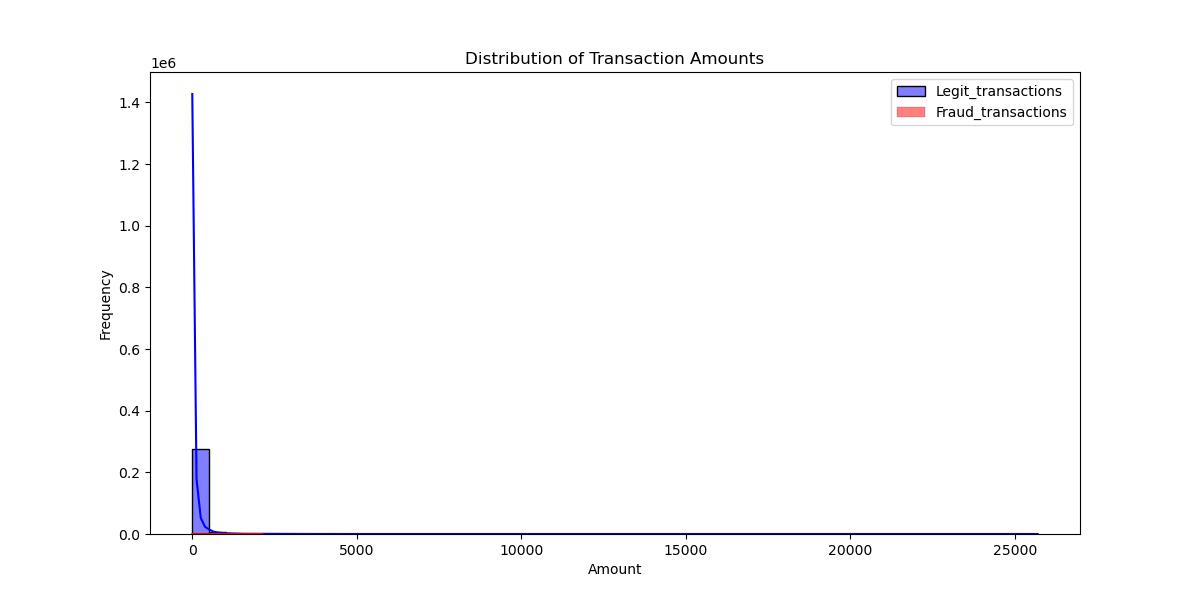 Distribution of Transaction Amounts
1e6
Legit_transactions
Fraud_transactions
1.4
1.2
1.0
0.8
0.6
0.4
0.2
0.0
Frequency
0 5000 10000 15000 20000 25000
Amount